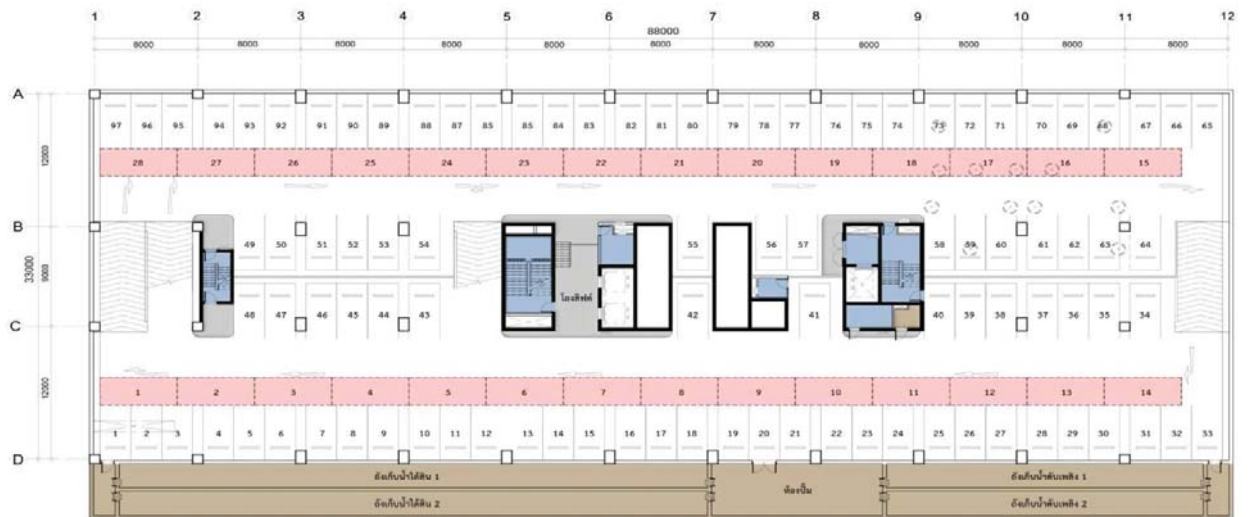 1 2 3 4 5 6 7 8 9 10 11 12
88000
8000 8000 8000 8000 8000 8000 8000 8000 8000 8000 8000
A
97 96 95 94 93 92 91 90 89 88 87 85 85 84 83 82 81 80 79 78 77 76 75 74 73 72 71 70 69 68 67 66 65
12000
28 27 26 25 24 23 22 21 20 19 18 17 16 15
B
49 50 51 52 53 54 55 56 57 58 59 60 61 62 63 64
33000
9000
โถงลิฟต์
48 47 46 45 44 43 42 41 40 39 38 37 36 35 34
C
12000
1 2 3 4 5 6 7 8 9 10 11 12 13 14
1 2 3 4 5 6 7 8 9 10 11 12 13 14 15 16 17 18 19 20 21 22 23 24 25 26 27 28 29 30 31 32 33
D
ถังเก็บน้ำใต้ดิน 1
ถังเก็บน้ำดับเพลิง 1
ห้องปั๊ม
ถังเก็บน้ำใต้ดิน 2
ถังเก็บน้ำดับเพลิง 2